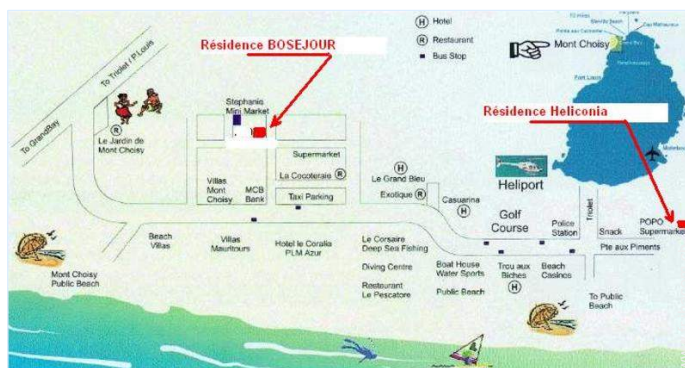 Ⓗ Hotel
Ⓡ Restaurant
Bus Stop
Mont Choisy
Résidence BOSEJOUR
Résidence Heliconia
To Triolet / P.Louis
To GrandBay
Ⓡ
Le Jardin de
Mont Choisy
Stephanis
Mini Market
Supermarket
La Cocoteraie Ⓡ
Taxi Parking
Villas
Mont
Choisy
MCB
Bank
Ⓗ
Le Grand Bleu
Exotique Ⓡ
Casuarina
Ⓗ
Heliport
Golf
Course
Police
Station
Triolet
Snack
POPO
Supermarket
Pte aux Piments
Beach
Villas
Villas
Mauritours
Hotel le Coralia
PLM Azur
Le Corsaire
Deep Sea Fishing
Diving Centre
Restaurant
Le Pescatore
Boat House
Water Sports
Public Beach
Trou aux
Biches
Ⓗ
Beach
Casinos
To Public
Beach
Mont Choisy
Public Beach
Port Louis